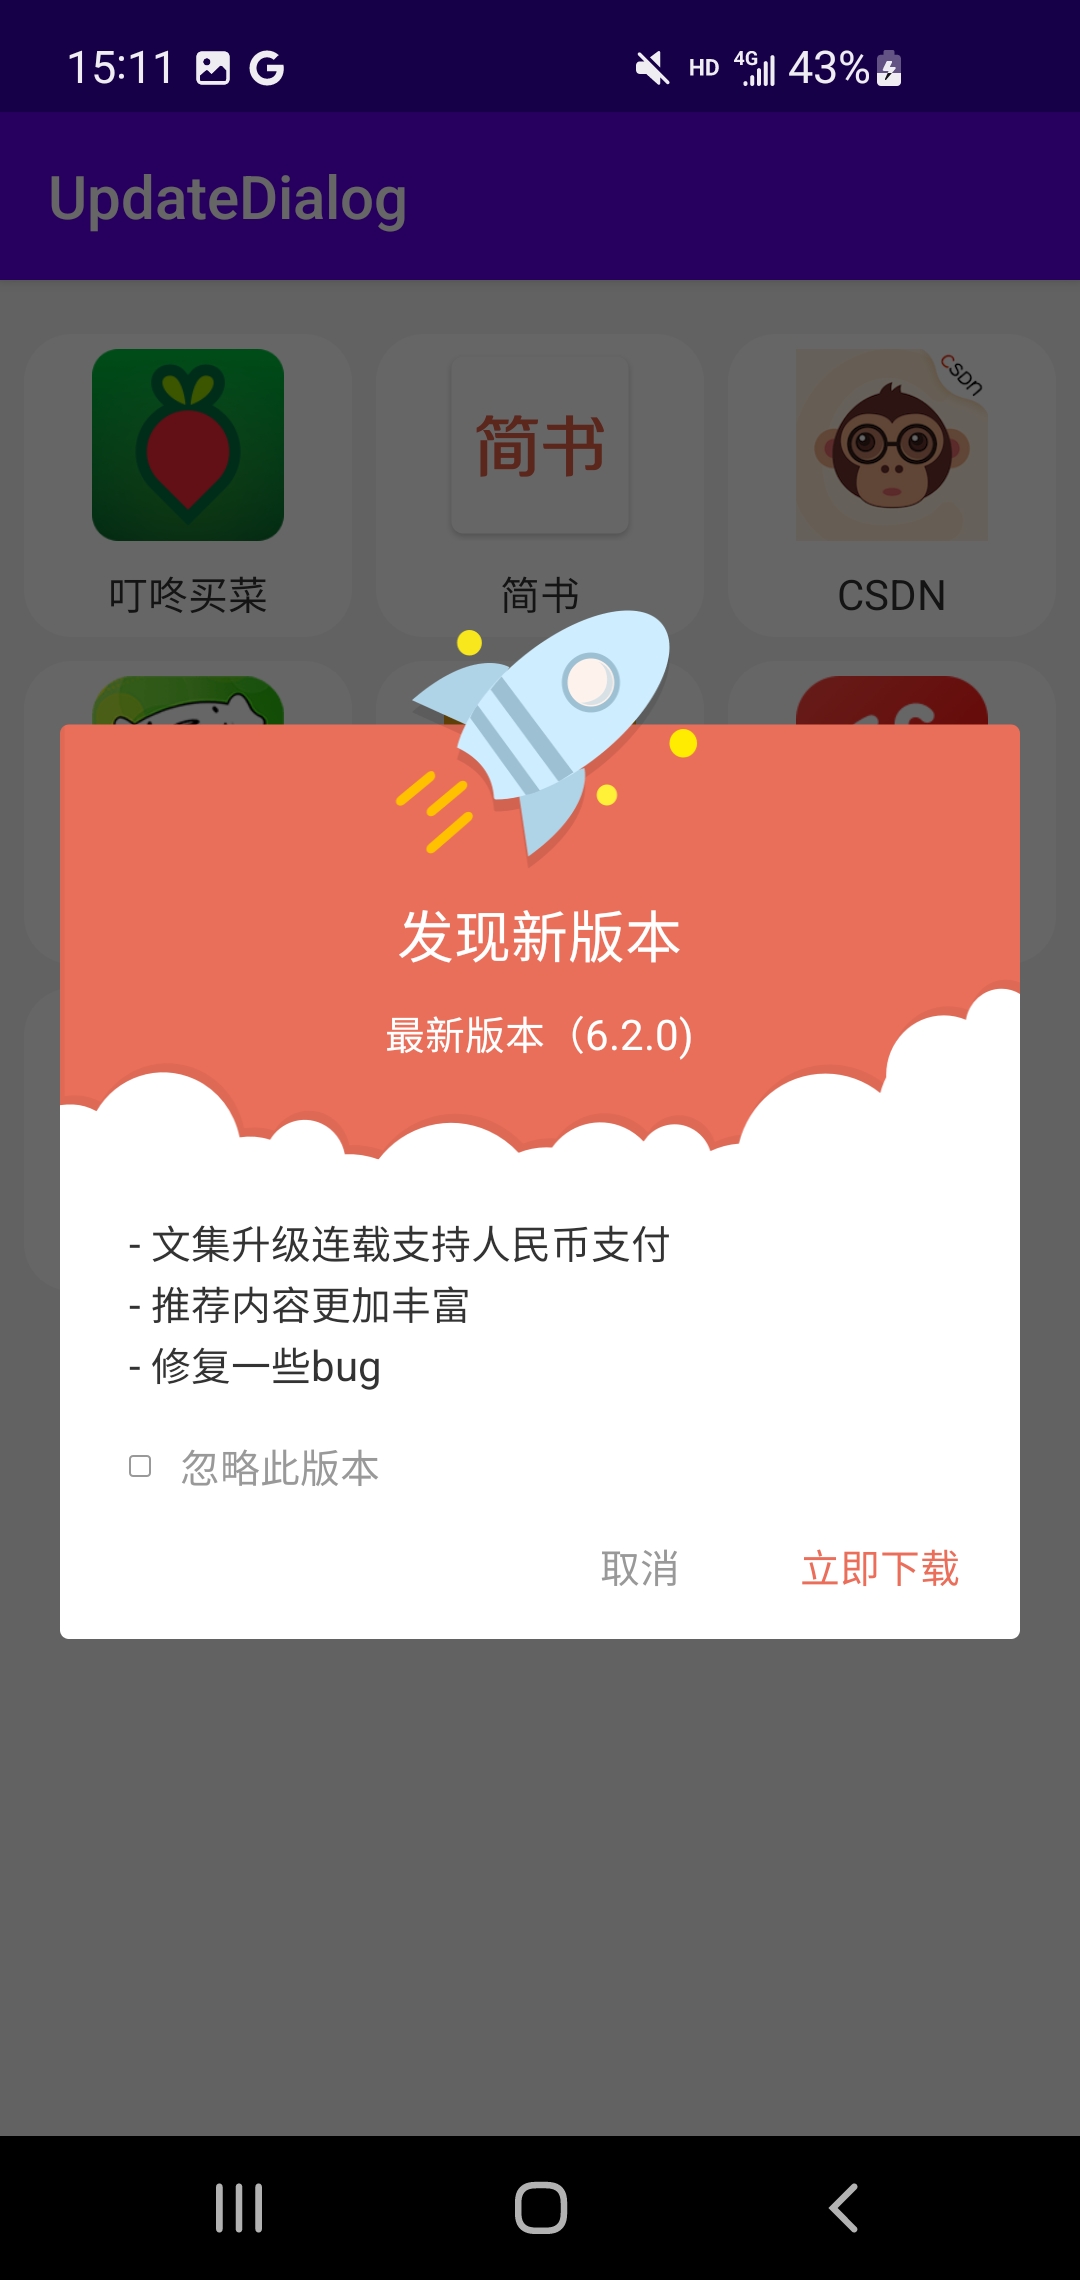 15:11
HD 4G 43%
UpdateDialog
简书
CSDN
叮咚买菜
简书
CSDN
发现新版本
最新版本（6.2.0)
- 文集升级连载支持人民币支付
- 推荐内容更加丰富
- 修复一些bug
忽略此版本
取消
立即下载